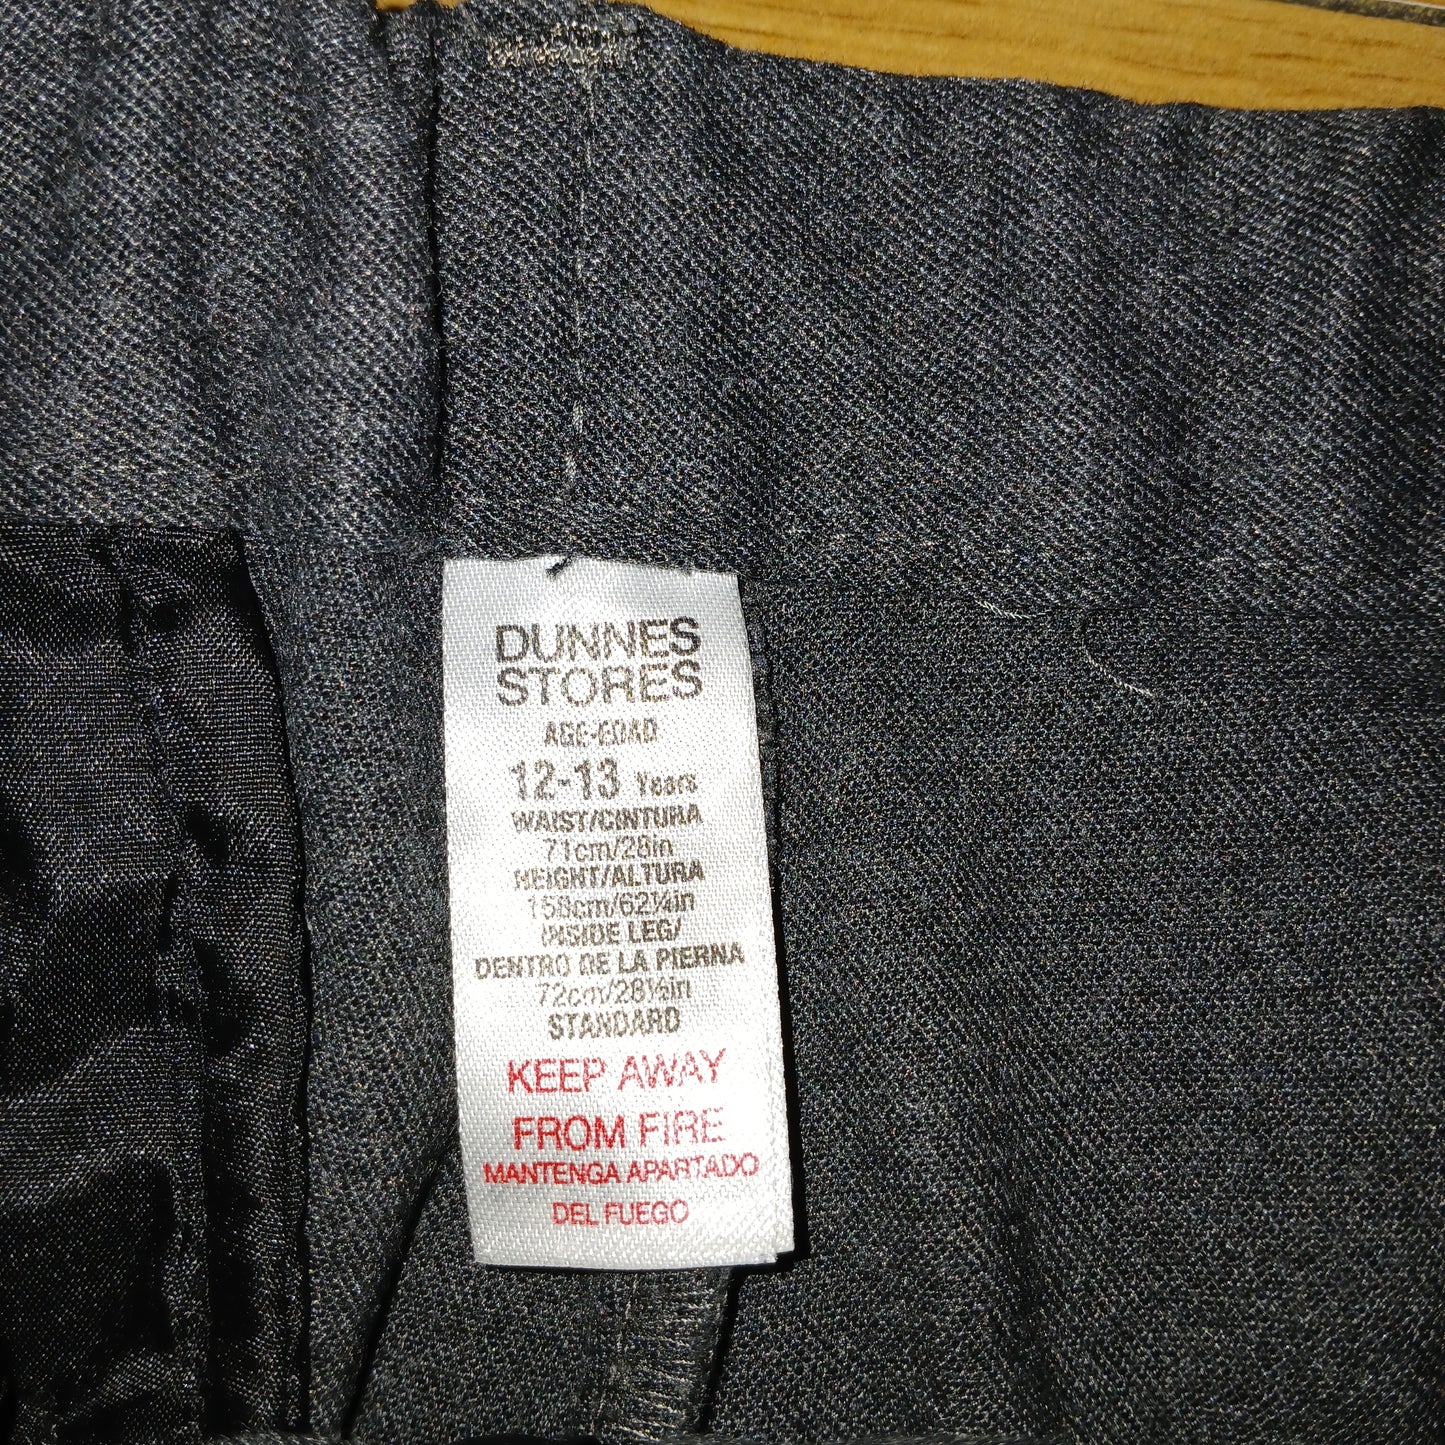 DUNNES
STORES
AGE-EDAD
12-13 Years
WAIST/CINTURA
71cm/28in
HEIGHT/ALTURA
158cm/62¼in
INSIDE LEG/
DENTRO DE LA PIERNA
72cm/28½in
STANDARD
KEEP AWAY
FROM FIRE
MANTENGA APARTADO
DEL FUEGO